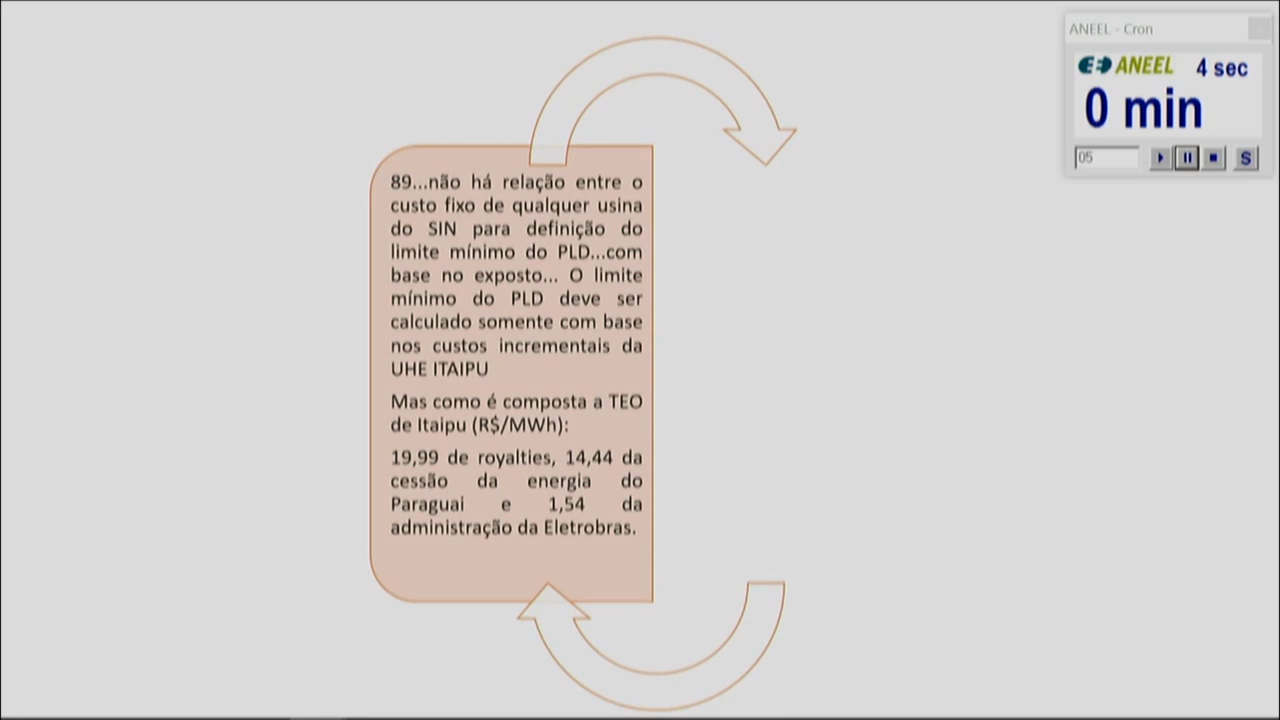 ANEEL - Cron
ANEEL 4 sec
0 min
05
S
89...não há relação entre o
custo fixo de qualquer usina
do SIN para definição do
limite mínimo do PLD...com
base no exposto... O limite
mínimo do PLD deve ser
calculado somente com base
nos custos incrementais da
UHE ITAIPU
Mas como é composta a TEO
de Itaipu (R$/MWh):
19,99 de royalties, 14,44 da
cessão da energia do
Paraguai e 1,54 da
administração da Eletrobras.